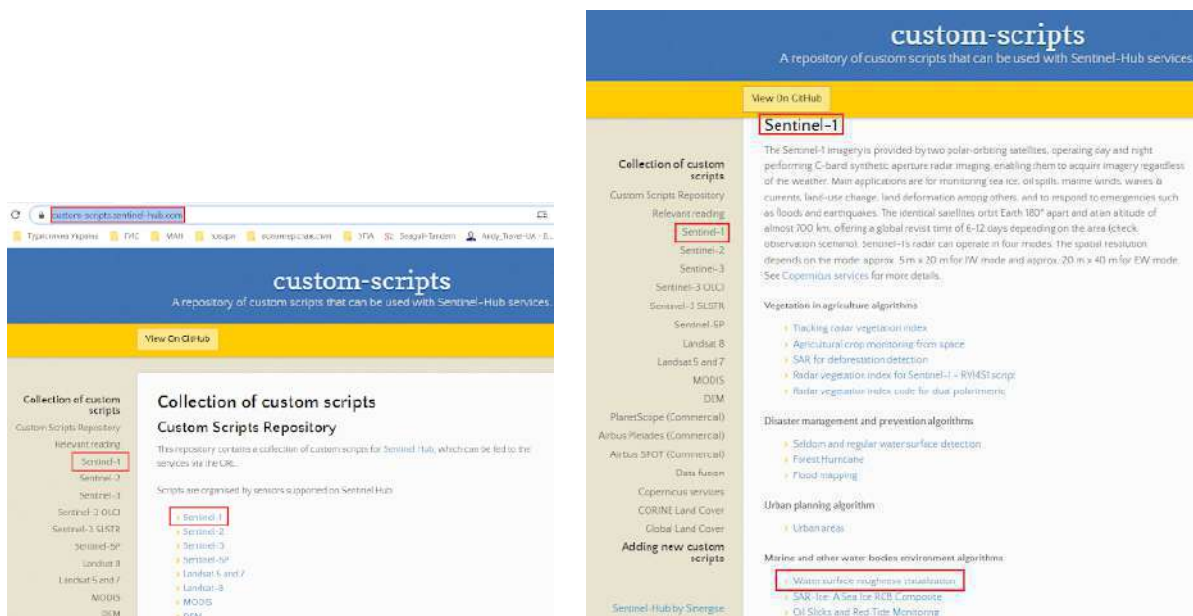 custom-scripts.sentinel-hub.com
custom-scripts
A repository of custom scripts that can be used with Sentinel-Hub services.
View On GitHub
Collection of custom
scripts
Custom Scripts Repository
Relevant reading
Sentinel-1
Sentinel-2
Sentinel-3
Sentinel-3 OLCI
Sentinel-3 SLSTR
Sentinel-5P
Landsat 8
Landsat 5 and 7
MODIS
DEM
Collection of custom scripts
Custom Scripts Repository
This repository contains a collection of custom scripts for Sentinel Hub, which can be fed to the
services via the URL.
Scripts are organised by sensors supported on Sentinel Hub
Sentinel-1
Sentinel-2
Sentinel-3
Sentinel-5P
Landsat 5 and 7
Landsat-8
MODIS
DEM
custom-scripts
A repository of custom scripts that can be used with Sentinel-Hub services
View On GitHub
Collection of custom
scripts
Custom Scripts Repository
Relevant reading
Sentinel-1
Sentinel-2
Sentinel-3
Sentinel-3 OLCI
Sentinel-3 SLSTR
Sentinel-5P
Landsat 8
Landsat 5 and 7
MODIS
DEM
PlanetScope (Commercial)
Airbus Pleiades (Commercial)
Airbus SPOT (Commercial)
Data fusion
Copernicus services
CORINE Land Cover
Global Land Cover
Adding new custom
scripts
Sentinel-Hub by Sinergise
Sentinel-1
The Sentinel-1 imagery is provided by two polar-orbiting satellites, operating day and night
performing C-band synthetic aperture radar imaging, enabling them to acquire imagery regardless
of the weather. Main applications are for monitoring sea ice, oil spills, marine winds, waves &
currents, land-use change, land deformation among others, and to respond to emergencies such
as floods and earthquakes. The identical satellites orbit Earth 180° apart and at an altitude of
almost 700 km, offering a global revisit time of 6-12 days depending on the area (check
observation scenario). Sentinel-1's radar can operate in four modes. The spatial resolution
depends on the mode: approx. 5 m x 20 m for IW mode and approx. 20 m x 40 m for EW mode.
See Copernicus services for more details.
Vegetation in agriculture algorithms
Tracking radar vegetation index
Agricultural crop monitoring from space
SAR for deforestation detection
Radar vegetation index for Sentinel-1 - RVI4S1 script
Radar vegetation index code for dual polarimetric
Disaster management and prevention algorithms
Seldom and regular water surface detection
Forest Hurricane
Flood mapping
Urban planning algorithm
Urban areas
Marine and other water bodies environment algorithms
Water surface roughness visualization
SAR-Ice: A Sea Ice RGB Composite
Oil Slicks and Red Tide Monitoring